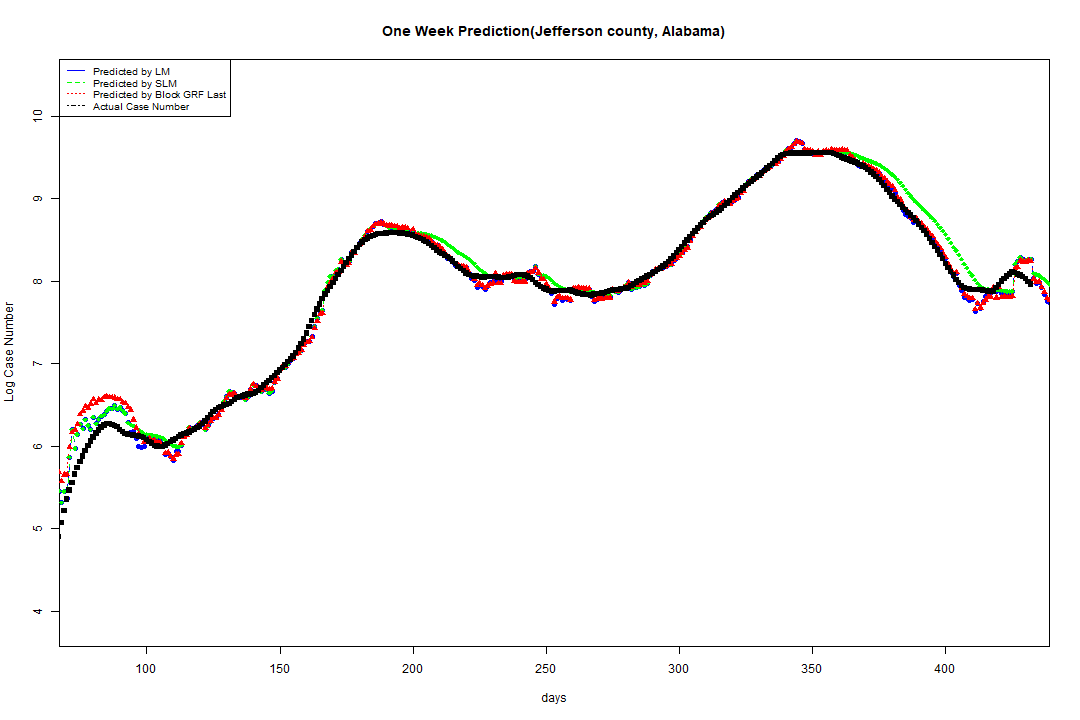 One Week Prediction(Jefferson county, Alabama)
Predicted by LM
Predicted by SLM
Predicted by Block GRF Last
Actual Case Number
Log Case Number
10
9
8
7
6
5
4
100 150 200 250 300 350 400
days